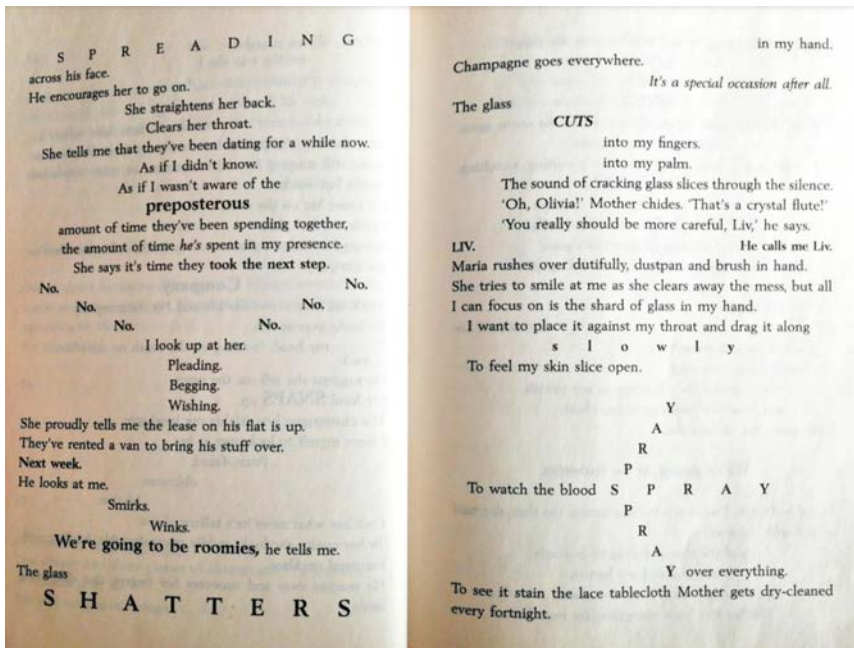 S P R E A D I N G
across his face.
He encourages her to go on.
She straightens her back.
Clears her throat.
She tells me that they've been dating for a while now.
As if I didn't know.
As if I wasn't aware of the
preposterous
amount of time they've been spending together,
the amount of time he's spent in my presence.
She says it's time they took the next step.
No. No.
No. No.
No. No.
I look up at her.
Pleading.
Begging.
Wishing.
She proudly tells me the lease on his flat is up.
They've rented a van to bring his stuff over.
Next week.
He looks at me.
Smirks.
Winks.
We're going to be roomies, he tells me.
The glass
S H A T T E R S
in my hand.
Champagne goes everywhere.
It's a special occasion after all.
The glass
CUTS
into my fingers.
into my palm.
The sound of cracking glass slices through the silence.
'Oh, Olivia!' Mother chides. 'That's a crystal flute!'
'You really should be more careful, Liv,' he says.
LIV. He calls me Liv.
Maria rushes over dutifully, dustpan and brush in hand.
She tries to smile at me as she clears away the mess, but all
I can focus on is the shard of glass in my hand.
I want to place it against my throat and drag it along
s l o w l y
To feel my skin slice open.
Y
A
R
P
To watch the blood S P R A Y
P
R
A
Y over everything.
To see it stain the lace tablecloth Mother gets dry-cleaned
every fortnight.